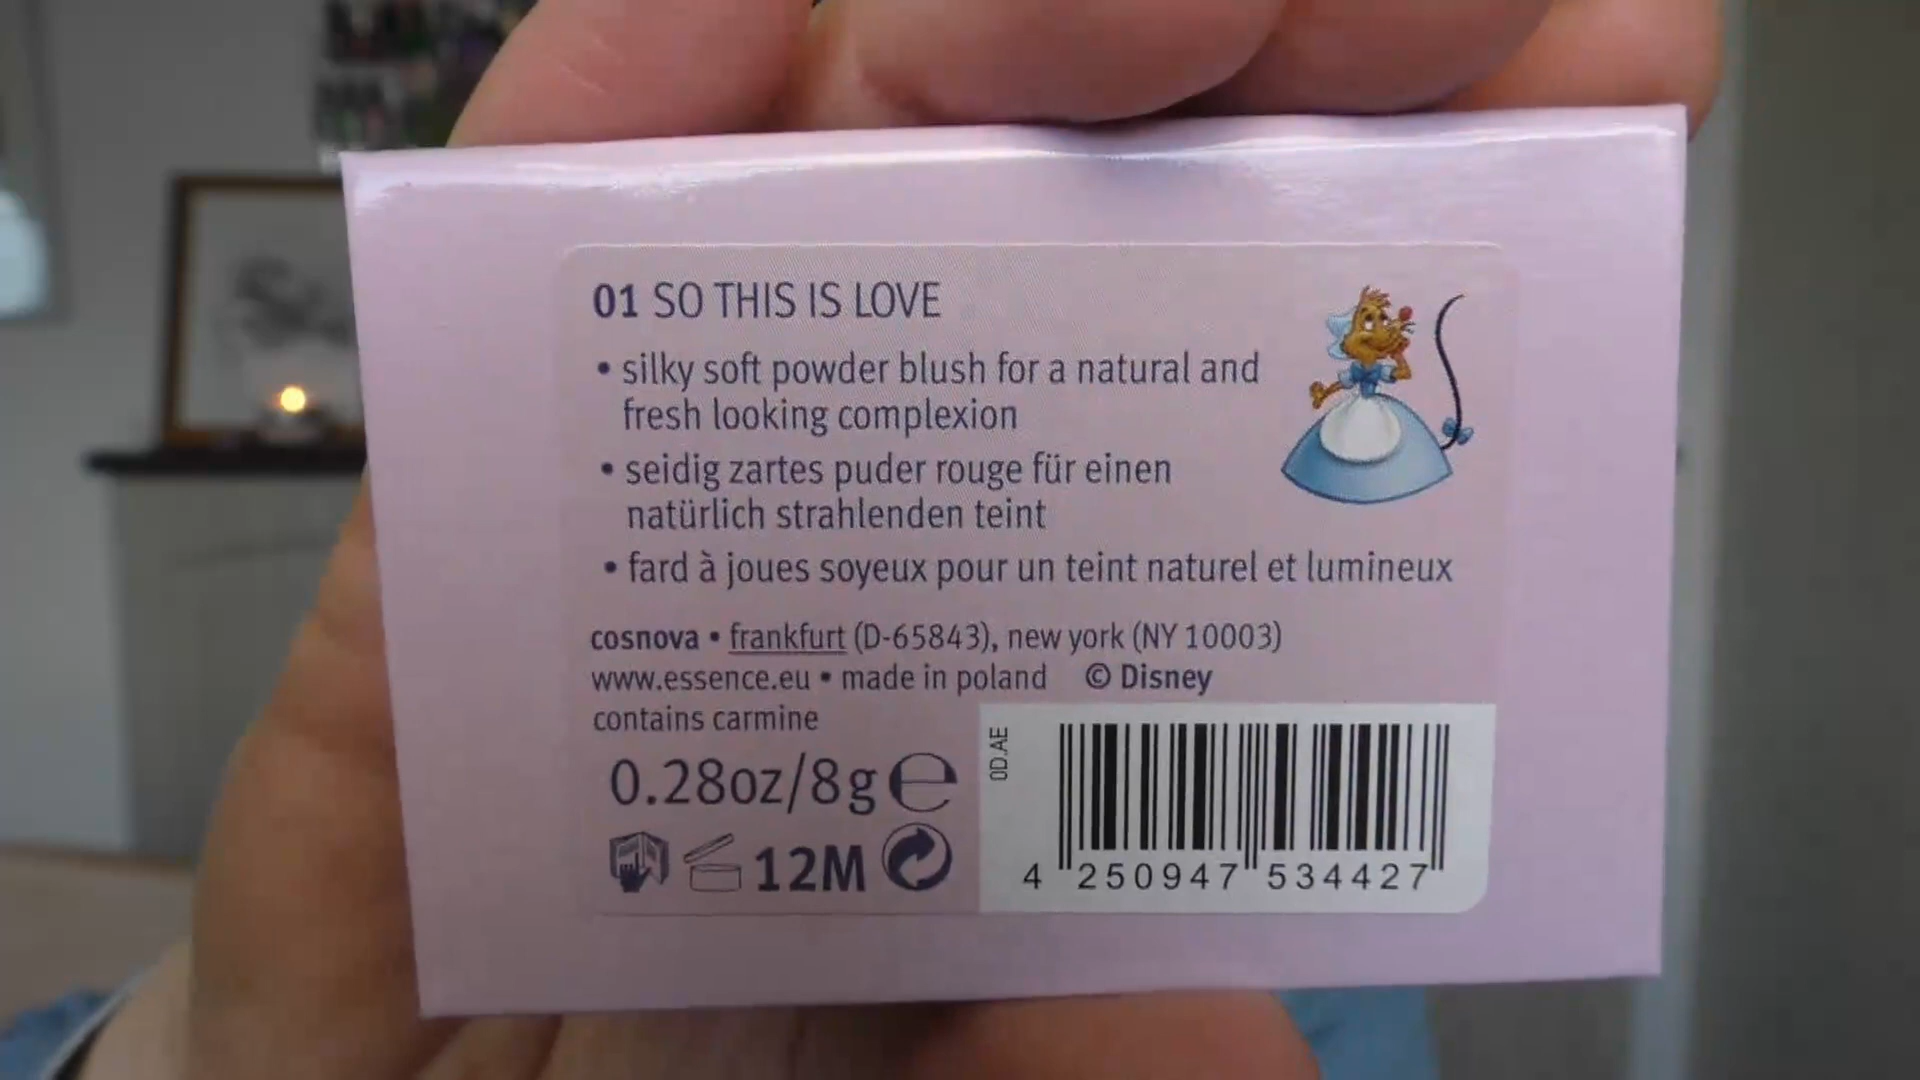 01 SO THIS IS LOVE
• silky soft powder blush for a natural and
fresh looking complexion
• seidig zartes puder rouge für einen
natürlich strahlenden teint
• fard à joues soyeux pour un teint naturel et lumineux
cosnova • frankfurt (D-65843), new york (NY 10003)
www.essence.eu • made in poland © Disney
contains carmine
0.28oz/8g ℮
12M
0D.AE
4 250947 534427